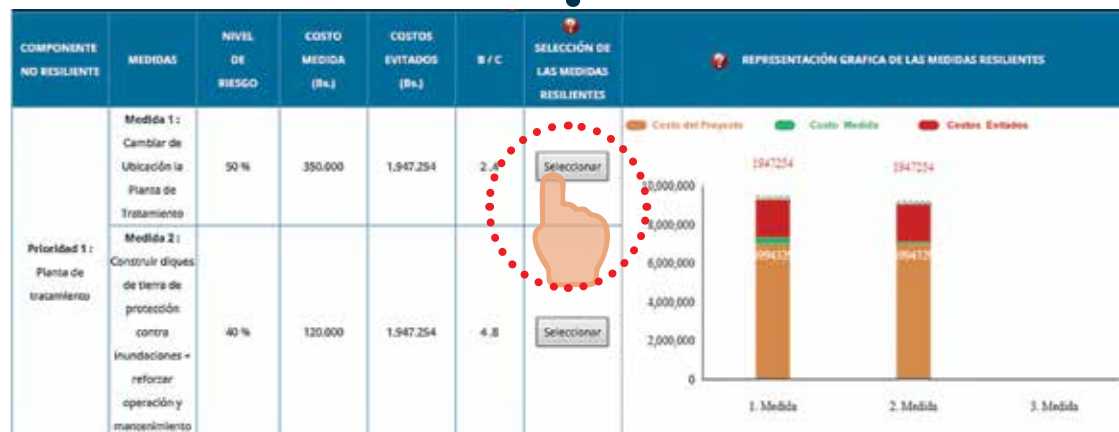 COMPONENTE
NO RESILIENTE
MEDIDAS
NIVEL
DE
RIESGO
COSTO
MEDIDA
(Bs.)
COSTOS
EVITADOS
(Bs.)
B / C
SELECCIÓN DE
LAS MEDIDAS
RESILIENTES
REPRESENTACIÓN GRAFICA DE LAS MEDIDAS RESILIENTES
Prioridad 1 :
Planta de
tratamiento
Medida 1 :
Cambiar de
Ubicación la
Planta de
Tratamiento
50 %
350.000
1.947.254
2.4
Seleccionar
Medida 2 :
Construir diques
de tierra de
protección
contra
inundaciones +
reforzar
operación y
mantenimiento
40 %
120.000
1.947.254
4.8
Seleccionar
Costo del Proyecto
Costo Medida
Costos Evitados
1947254
1947254
10,000,000
8,000,000
6,000,000
4,000,000
2,000,000
0
1. Medida
2. Medida
3. Medida